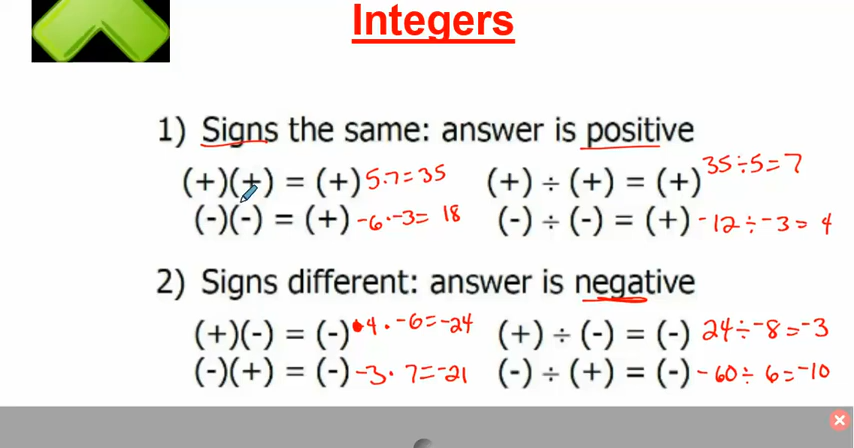 Integers
1) Signs the same: answer is positive
(+)(+) = (+) 5·7=35 (+) ÷ (+) = (+) 35÷5=7
(-)(-) = (+) -6·-3= 18 (-) ÷ (-) = (+) -12÷-3= 4
2) Signs different: answer is negative
(+)(-) = (-) 4·-6=-24 (+) ÷ (-) = (-) 24÷-8=-3
(-)(+) = (-) -3·7=-21 (-) ÷ (+) = (-) -60÷6=-10